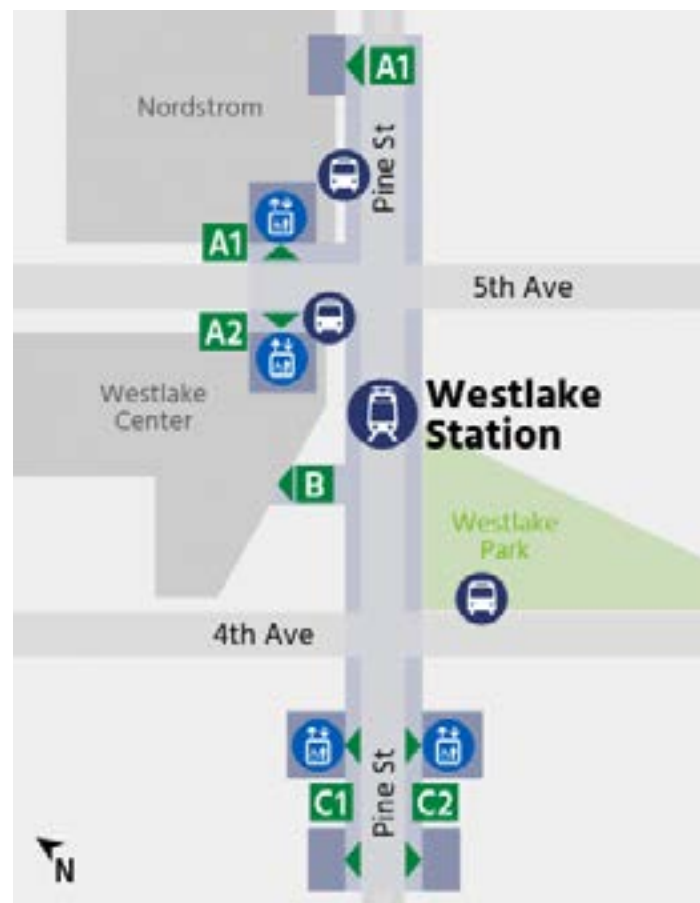 A1
Nordstrom
Pine St
A1
5th Ave
A2
Westlake
Center
Westlake
Station
B
Westlake
Park
4th Ave
Pine St
C1
C2
N